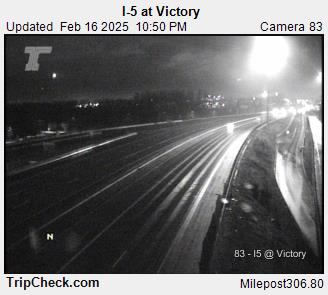 I-5 at Victory
Updated  Feb 16 2025  10:50 PM    Camera 83
T
N
83 - I5 @ Victory
TripCheck.com    Milepost306.80